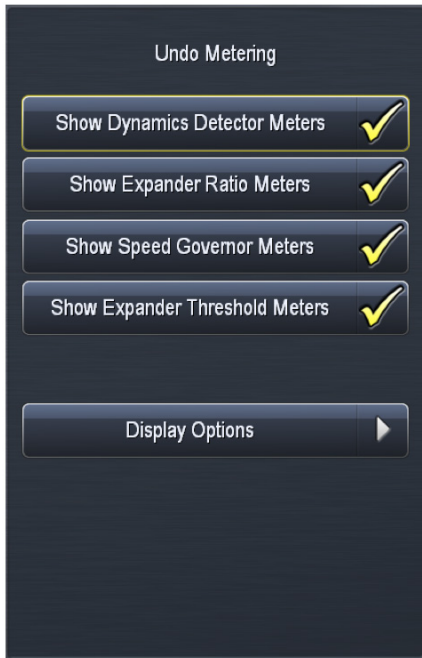 Undo Metering
Show Dynamics Detector Meters
Show Expander Ratio Meters
Show Speed Governor Meters
Show Expander Threshold Meters
Display Options